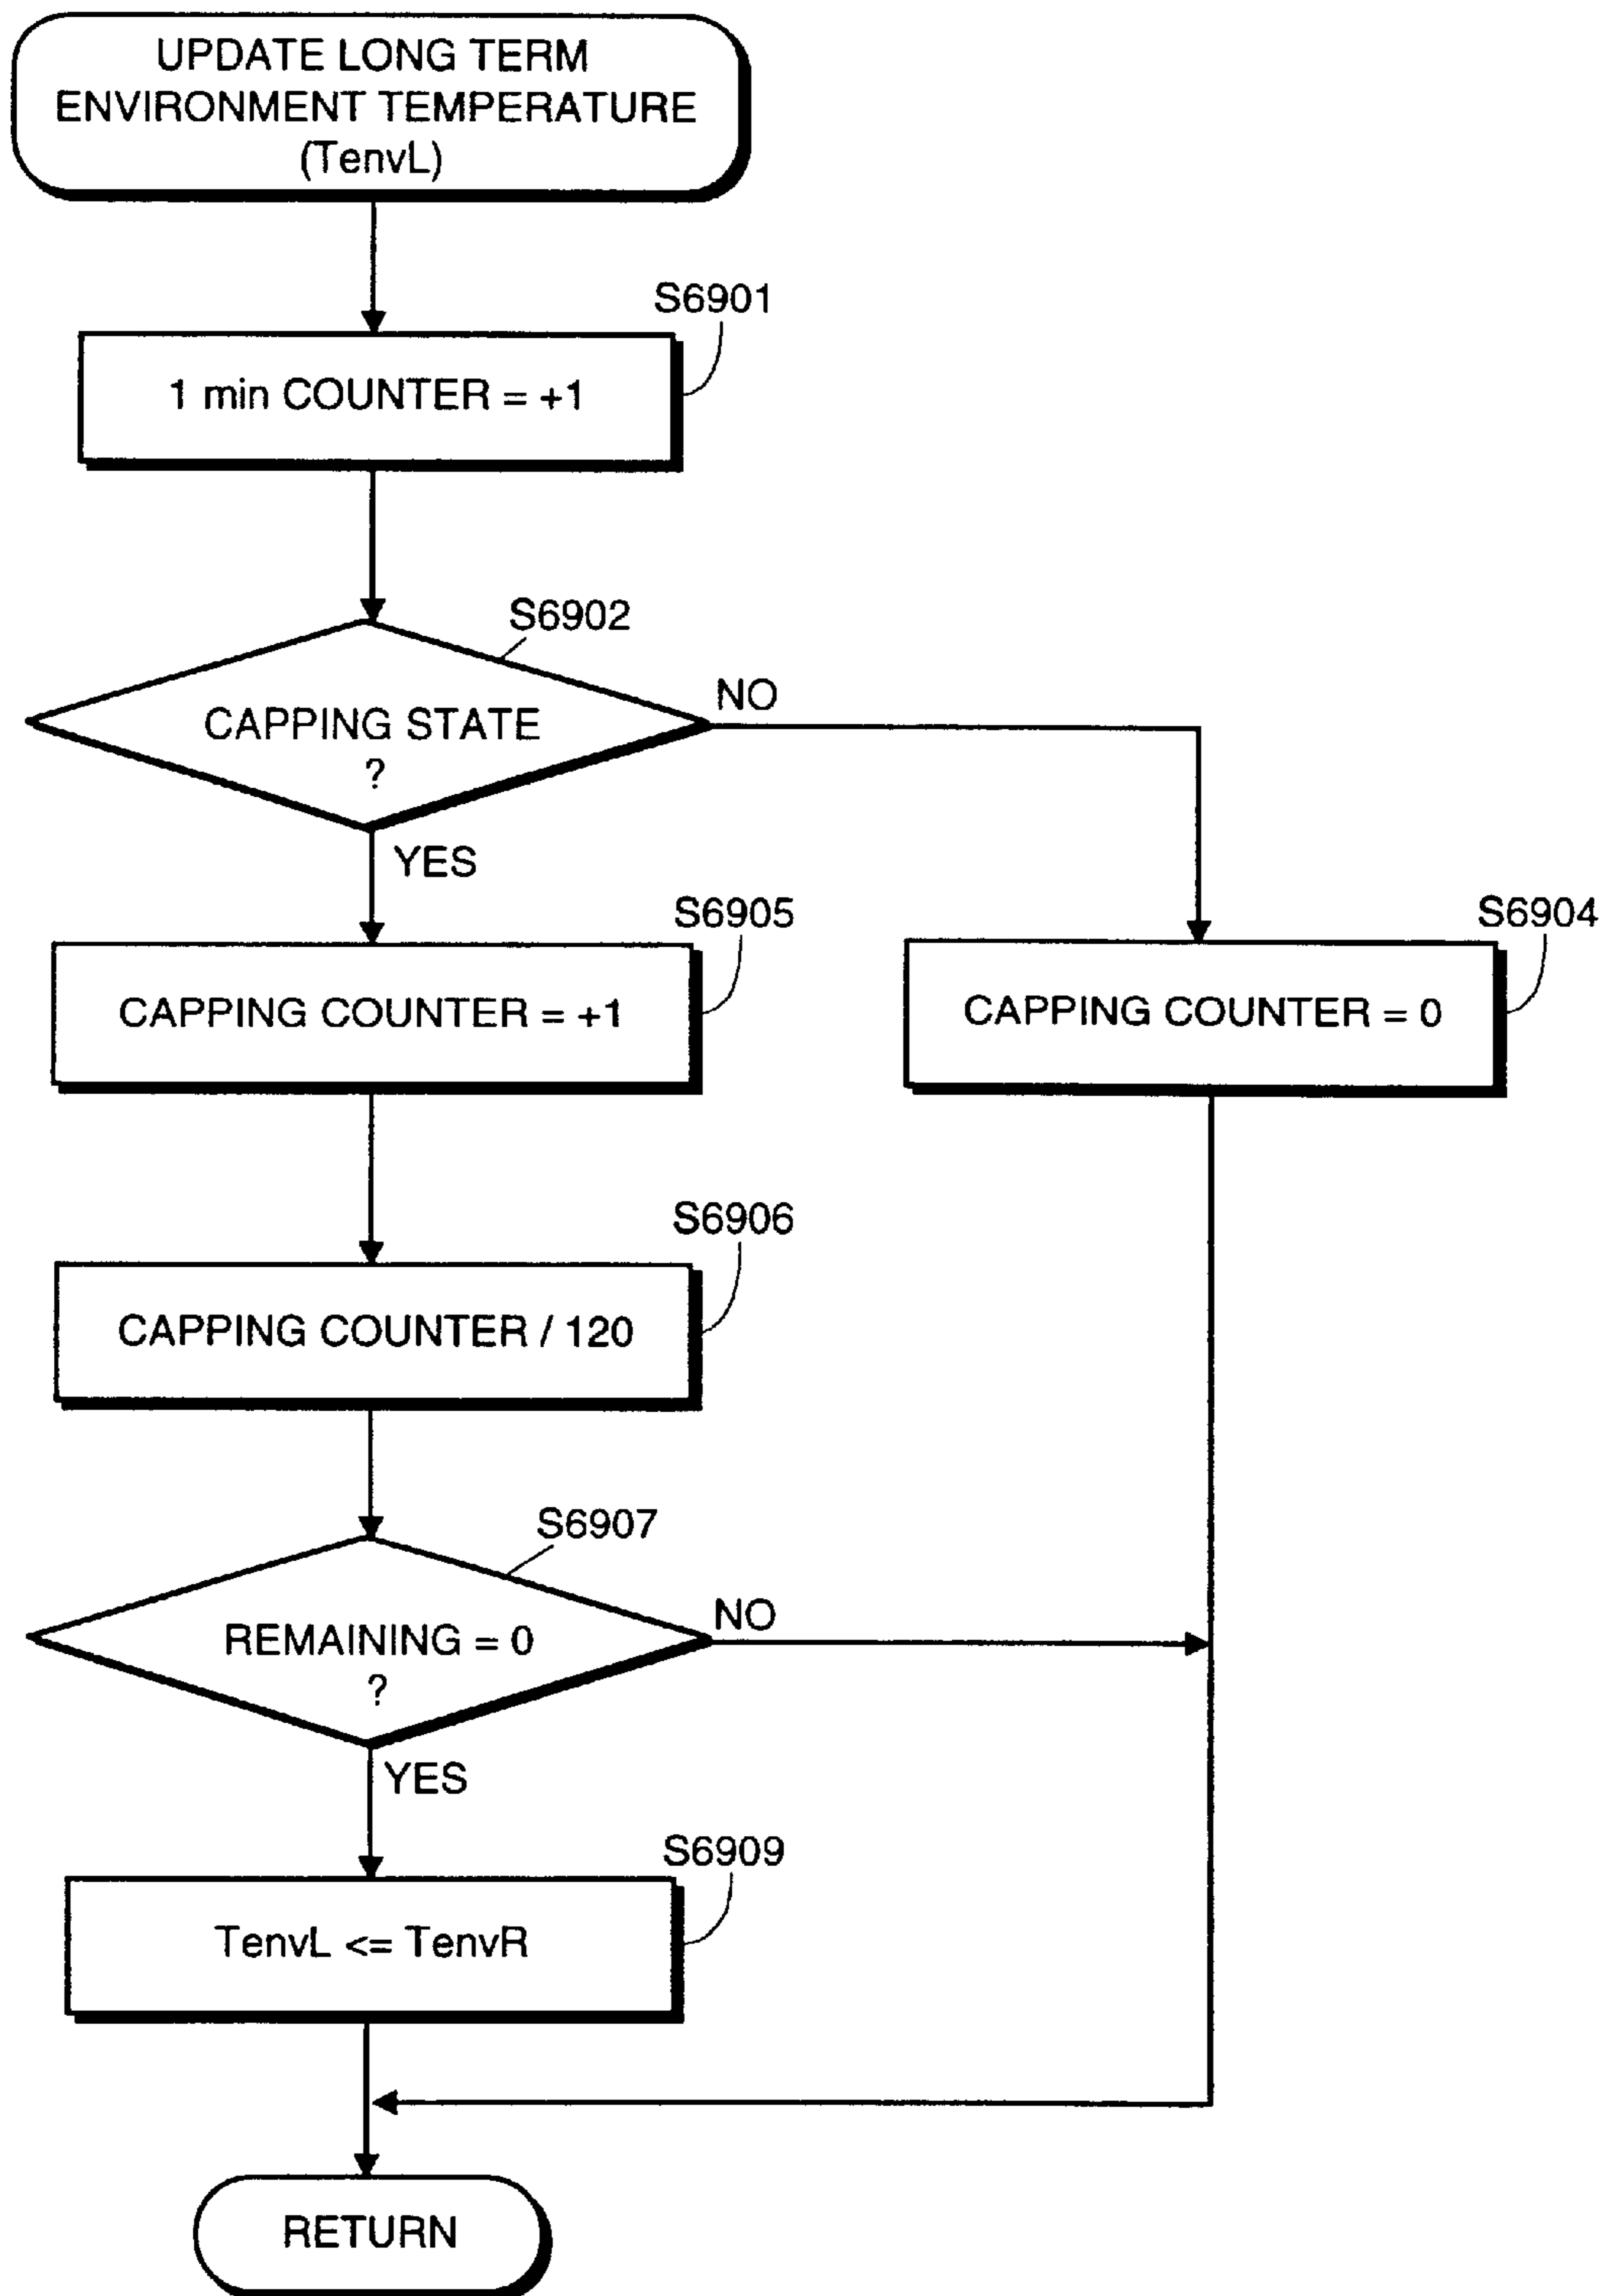 UPDATE LONG TERM
ENVIRONMENT TEMPERATURE
(TenvL)
S6901
1 min COUNTER = +1
S6902
CAPPING STATE
?
NO
YES
S6905
CAPPING COUNTER = +1
S6904
CAPPING COUNTER = 0
S6906
CAPPING COUNTER / 120
S6907
REMAINING = 0
?
NO
YES
S6909
TenvL <= TenvR
RETURN